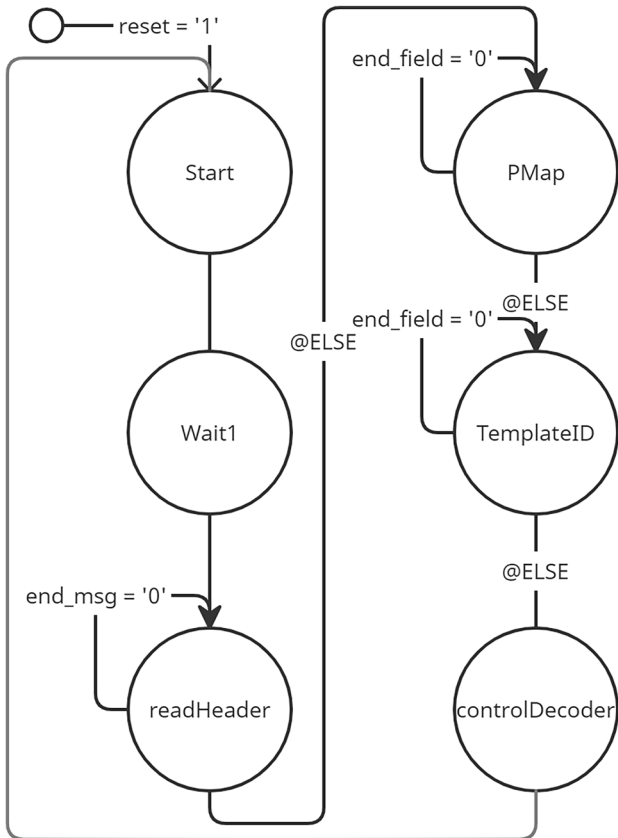 reset = '1'
Start
Wait1
end_msg = '0'
readHeader
@ELSE
end_field = '0'
PMap
@ELSE
end_field = '0'
TemplateID
@ELSE
controlDecoder